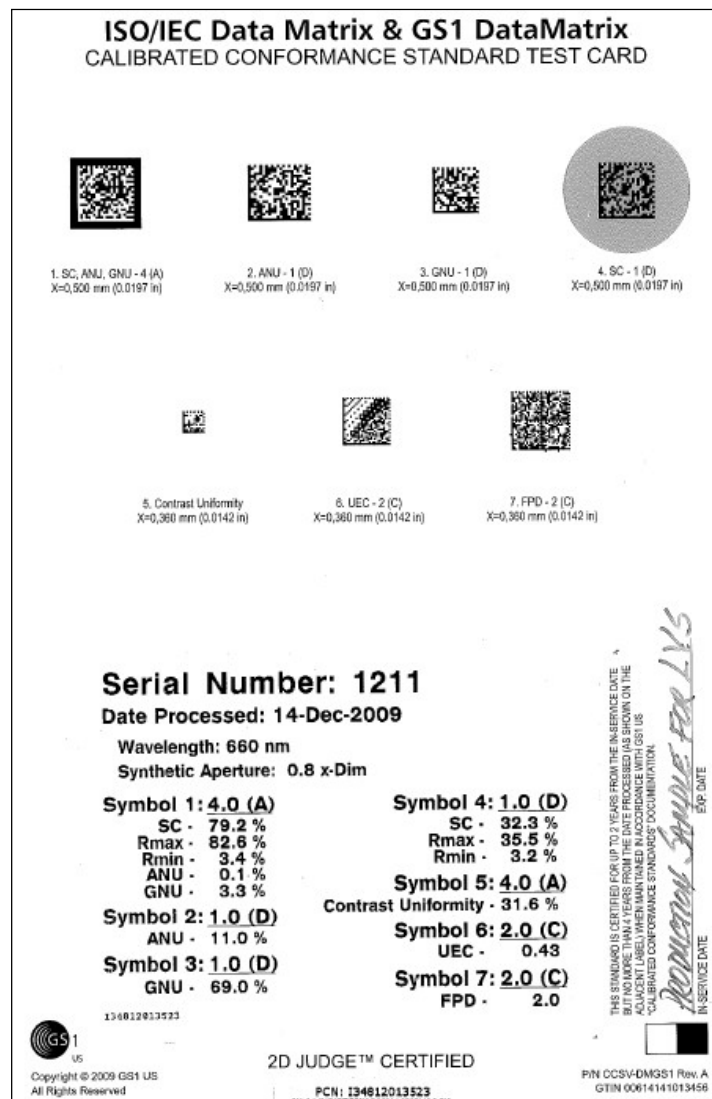 ISO/IEC Data Matrix & GS1 DataMatrix
CALIBRATED CONFORMANCE STANDARD TEST CARD
1. SC, ANU, GNU - 4 (A)
X=0,500 mm (0.0197 in)
2. ANU - 1 (D)
X=0,500 mm (0.0197 in)
3. GNU - 1 (D)
X=0,500 mm (0.0197 in)
4. SC - 1 (D)
X=0,500 mm (0.0197 in)
5. Contrast Uniformity
X=0,360 mm (0.0142 in)
6. UEC - 2 (C)
X=0,360 mm (0.0142 in)
7. FPD - 2 (C)
X=0,360 mm (0.0142 in)
Serial Number: 1211
Date Processed: 14-Dec-2009
Wavelength: 660 nm
Synthetic Aperture: 0.8 x-Dim
Symbol 1: 4.0 (A)
SC - 79.2 %
Rmax - 82.6 %
Rmin - 3.4 %
ANU - 0.1 %
GNU - 3.3 %
Symbol 2: 1.0 (D)
ANU - 11.0 %
Symbol 3: 1.0 (D)
GNU - 69.0 %
Symbol 4: 1.0 (D)
SC - 32.3 %
Rmax - 35.5 %
Rmin - 3.2 %
Symbol 5: 4.0 (A)
Contrast Uniformity - 31.6 %
Symbol 6: 2.0 (C)
UEC - 0.43
Symbol 7: 2.0 (C)
FPD - 2.0
134812013523
THIS STANDARD IS CERTIFIED FOR UP TO 2 YEARS FROM THE IN-SERVICE DATE
BUT NO MORE THAN 4 YEARS FROM THE DATE PROCESSED (AS SHOWN ON THE
ADJACENT LABEL) WHEN MAINTAINED IN ACCORDANCE WITH GS1 US
"CALIBRATED CONFORMANCE STANDARDS" DOCUMENTATION.
PRODUCTION SAMPLE FOR LVS
IN-SERVICE DATE EXP. DATE
GS1
US
Copyright © 2009 GS1 US
All Rights Reserved
2D JUDGE™ CERTIFIED
PCN: I34812013523
P/N CCSV-DMGS1 Rev. A
GTIN 00614141013456